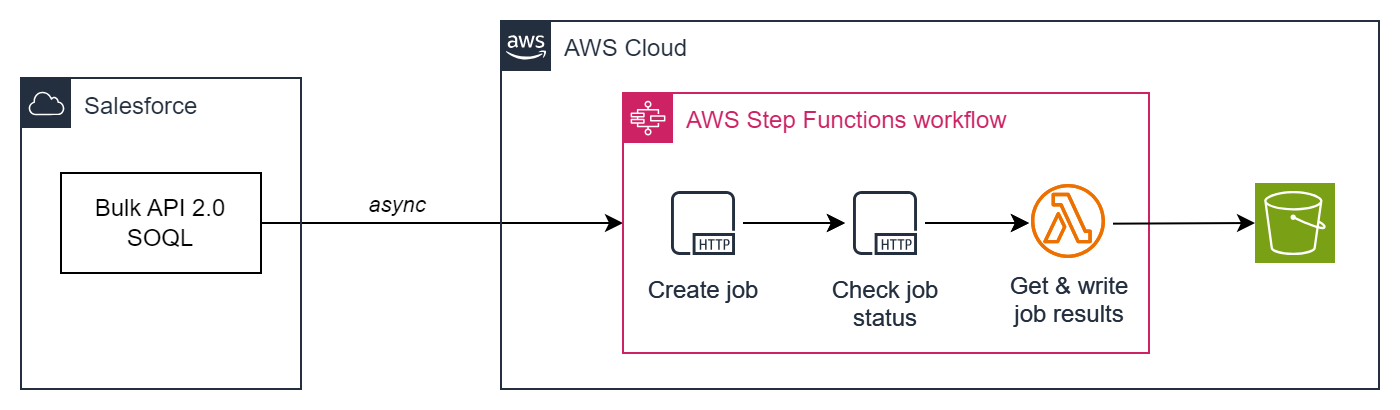 aws
AWS Cloud
Salesforce
AWS Step Functions workflow
Bulk API 2.0
SOQL
async
HTTP
HTTP
Create job
Check job
status
Get & write
job results